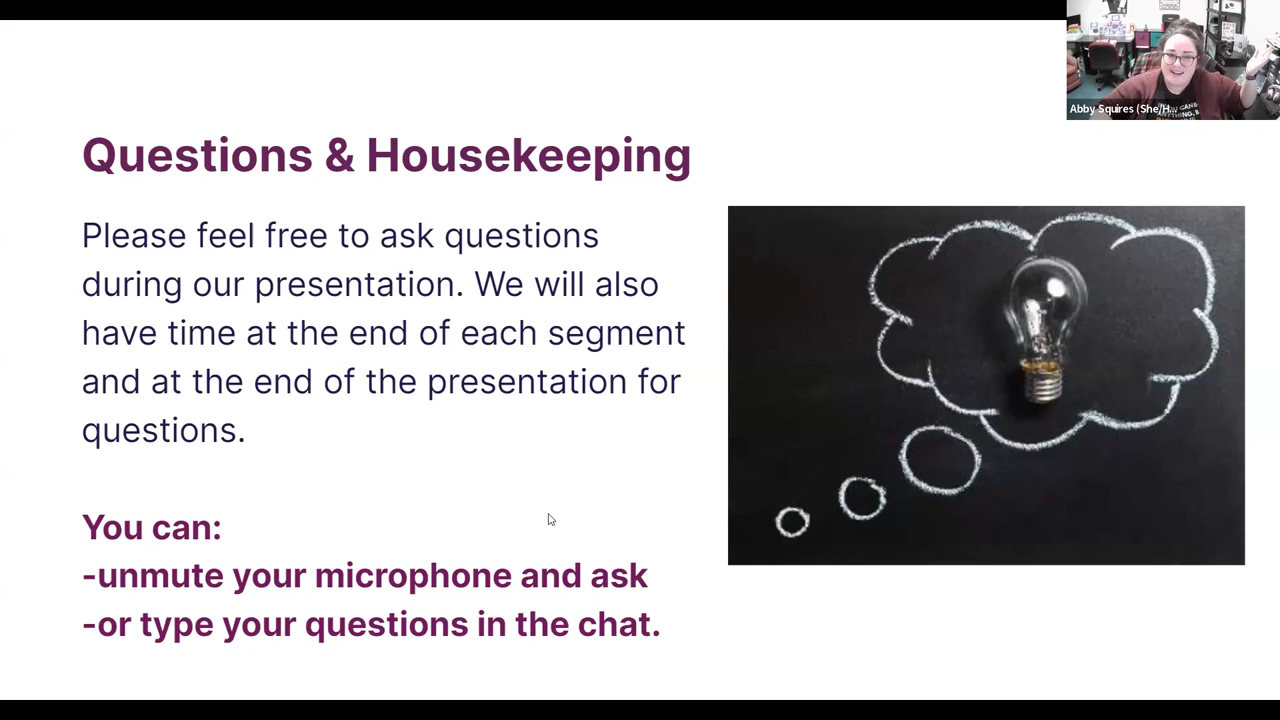 Questions & Housekeeping
Please feel free to ask questions
during our presentation. We will also
have time at the end of each segment
and at the end of the presentation for
questions.
You can:
-unmute your microphone and ask
-or type your questions in the chat.
Abby Squires (She/H...